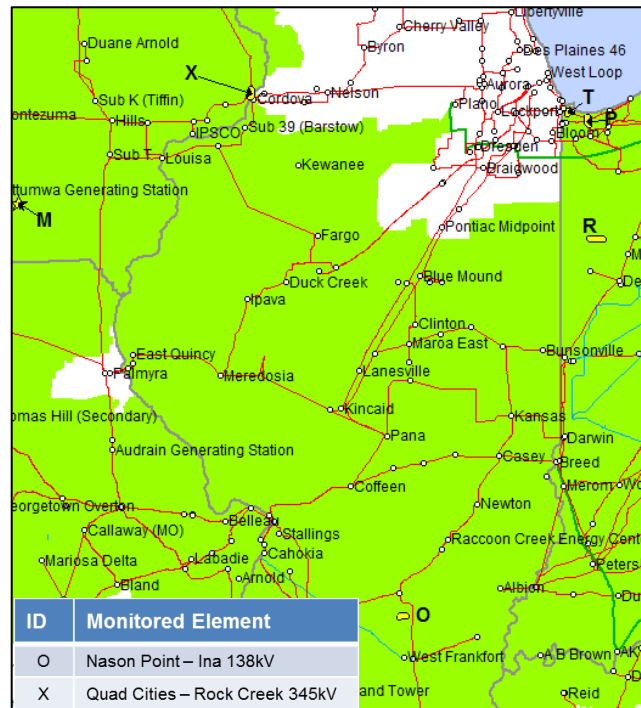 Libertyville
Cherry Valley
Duane Arnold
Byron
Des Plaines 46
X
West Loop
Aurora
Sub K (Tiffin)
Cordova
Nelson
Plano
T
Lockport
ontezuma
Hills
P
IPSCO
Sub 39 (Barstow)
Bloom
Dresden
Sub T
Louisa
Kewanee
Braidwood
ttumwa Generating Station
M
Pontiac Midpoint
R
Fargo
M
Duck Creek
Blue Mound
De
Ipava
Clinton
Maroa East
East Quincy
Bunsonville
Palmyra
Meredosia
Lanesville
omas Hill (Secondary)
Kincaid
Kansas
Pana
Darwin
Audrain Generating Station
Casey
Breed
Coffeen
Merom
Wo
eorgetown
Overton
Newton
Belleau
Callaway (MO)
Stallings
Raccoon Creek Energy Cent
Cahokia
Mariosa Delta
Labadie
Peters
Arnold
Bland
Albion
Du
O
West Frankfort
A B Brown
AK
and Tower
Reid
D
ID Monitored Element
O Nason Point – Ina 138kV
X Quad Cities – Rock Creek 345kV